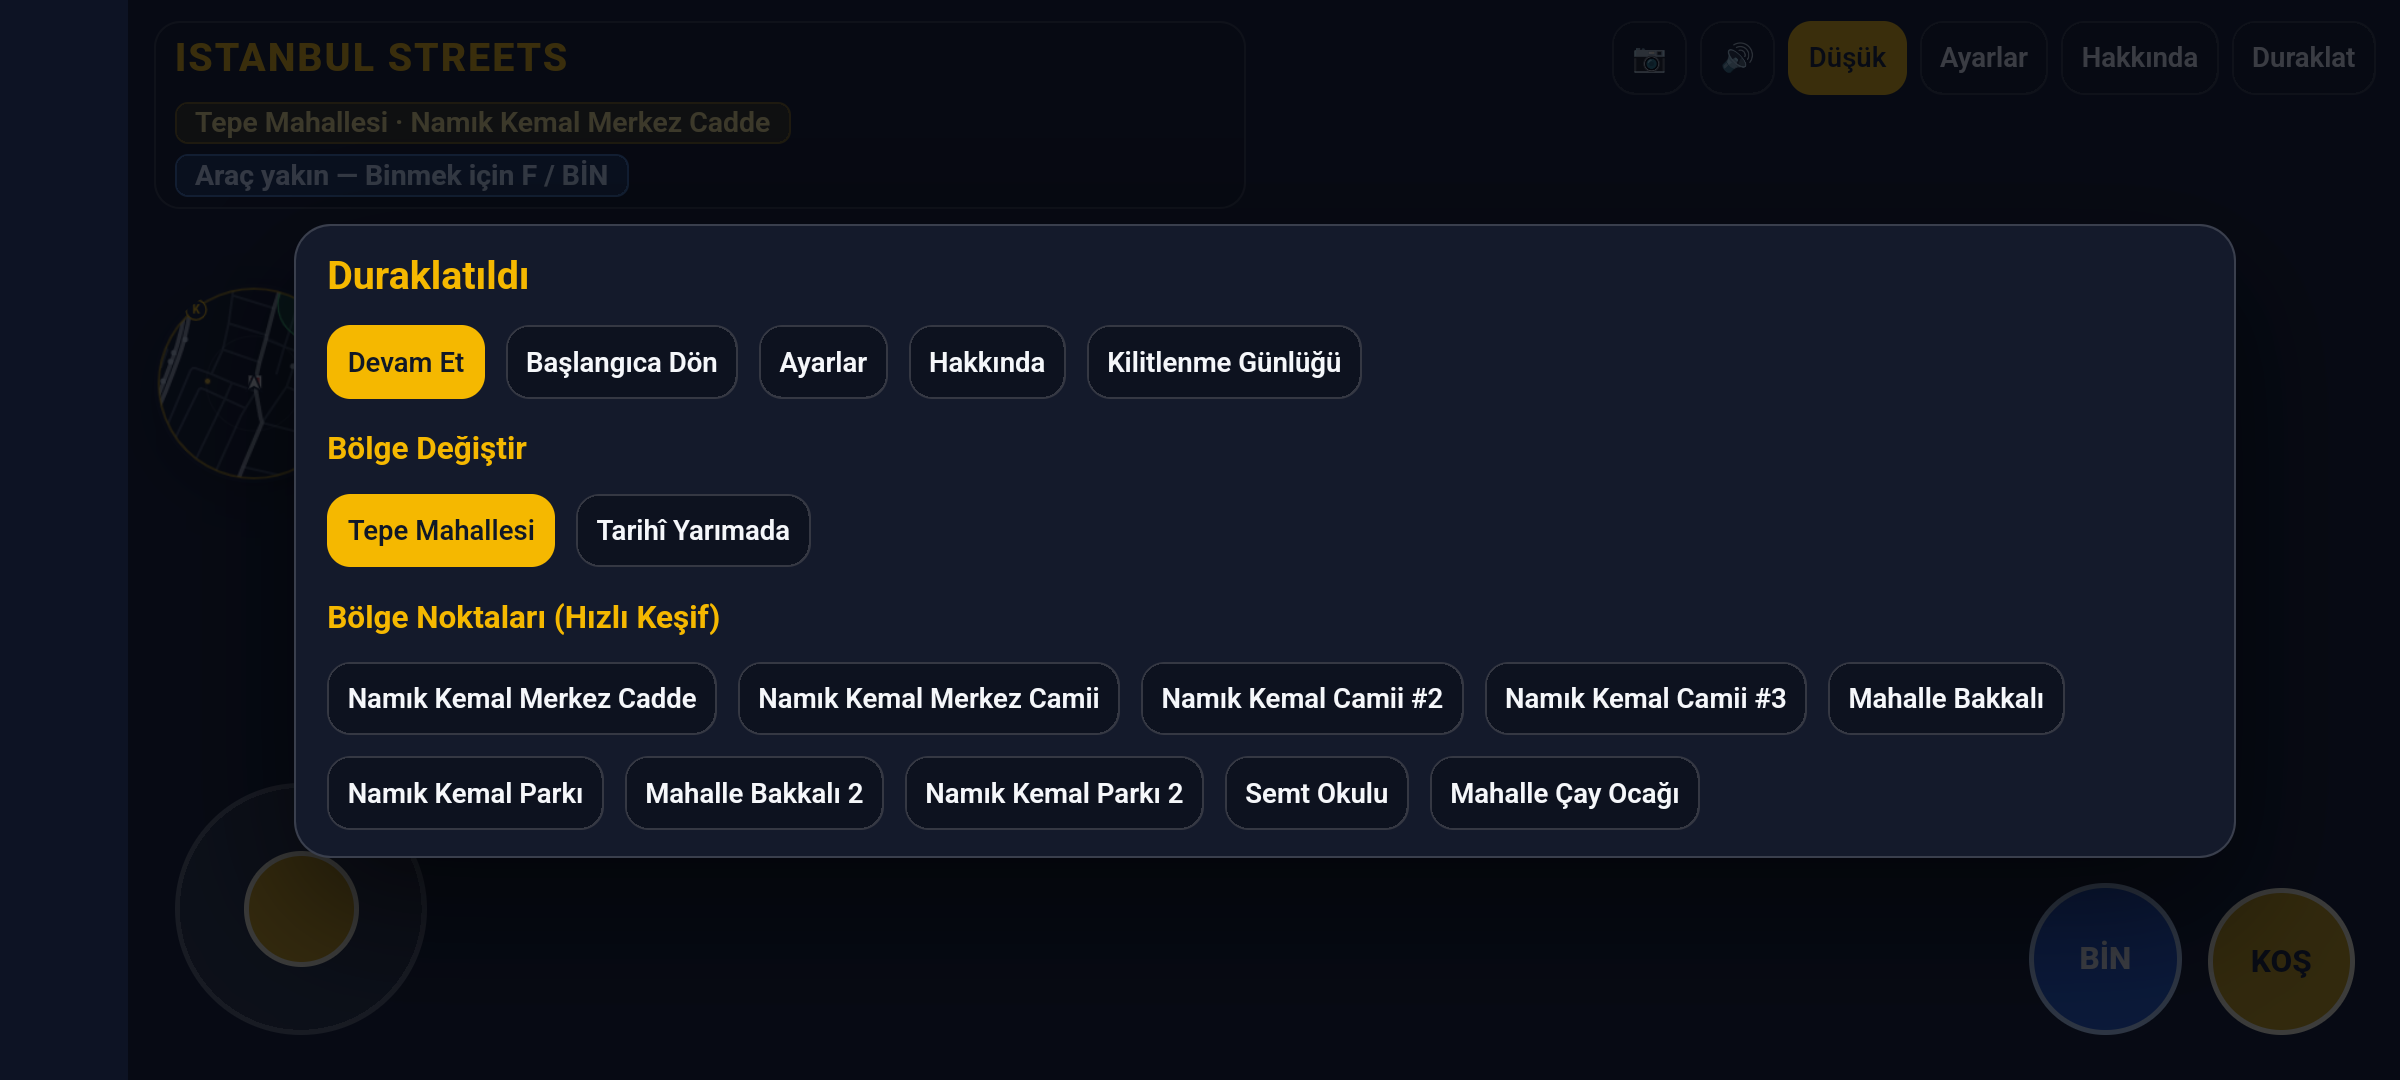 ISTANBUL STREETS
Düşük Ayarlar Hakkında Duraklat
Tepe Mahallesi · Namık Kemal Merkez Cadde
Araç yakın — Binmek için F / BİN
K
Duraklatıldı
Devam Et Başlangıca Dön Ayarlar Hakkında Kilitlenme Günlüğü
Bölge Değiştir
Tepe Mahallesi Tarihî Yarımada
Bölge Noktaları (Hızlı Keşif)
Namık Kemal Merkez Cadde Namık Kemal Merkez Camii Namık Kemal Camii #2 Namık Kemal Camii #3 Mahalle Bakkalı
Namık Kemal Parkı Mahalle Bakkalı 2 Namık Kemal Parkı 2 Semt Okulu Mahalle Çay Ocağı
BİN KOŞ